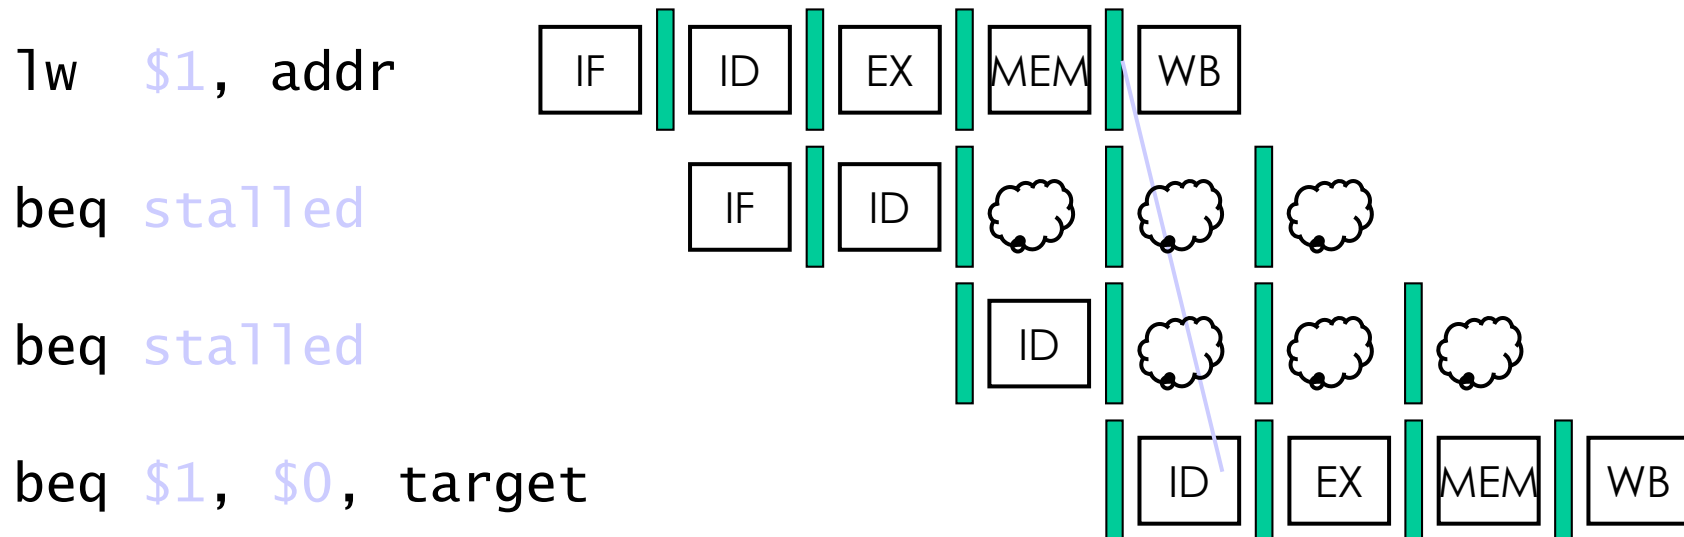 lw $1, addr IF ID EX MEM WB
beq stalled IF ID
beq stalled ID
beq $1, $0, target ID EX MEM WB